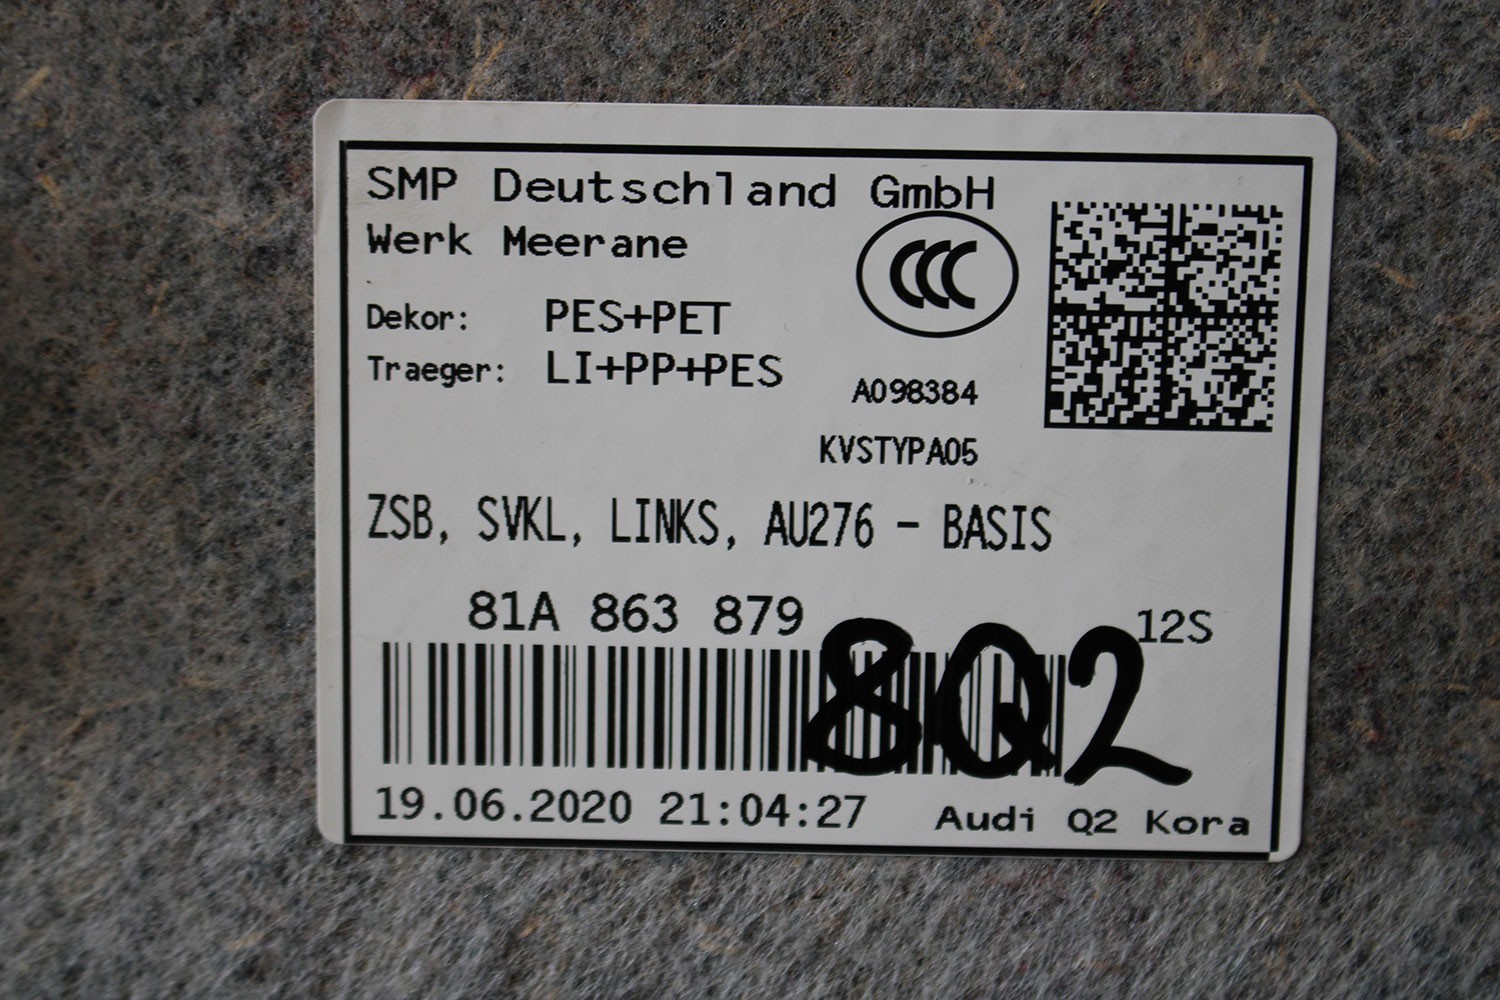 SMP Deutschland GmbH
Werk Meerane
CCC
Dekor: PES+PET
Traeger: LI+PP+PES
A098384
KVSTYPA05
ZSB, SVKL, LINKS, AU276 - BASIS
81A 863 879 12S
8Q2
19.06.2020 21:04:27 Audi Q2 Kora